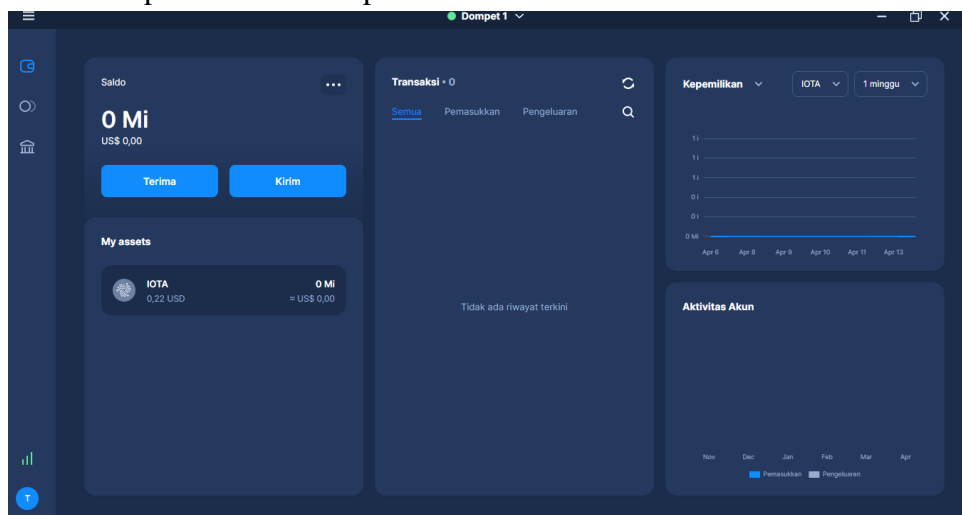 Dompet 1
Saldo
0 Mi
US$ 0,00
Terima
Kirim
My assets
IOTA
0 Mi
0,22 USD
≈ US$ 0,00
Transaksi • 0
Semua Pemasukkan Pengeluaran
Tidak ada riwayat terkini
Kepemilikan
IOTA
1 minggu
1 i
1 i
1 i
0 i
0 i
0 Mi
Apr 6 Apr 8 Apr 9 Apr 10 Apr 11 Apr 13
Aktivitas Akun
Nov Dec Jan Feb Mar Apr
Pemasukkan Pengeluaran
T